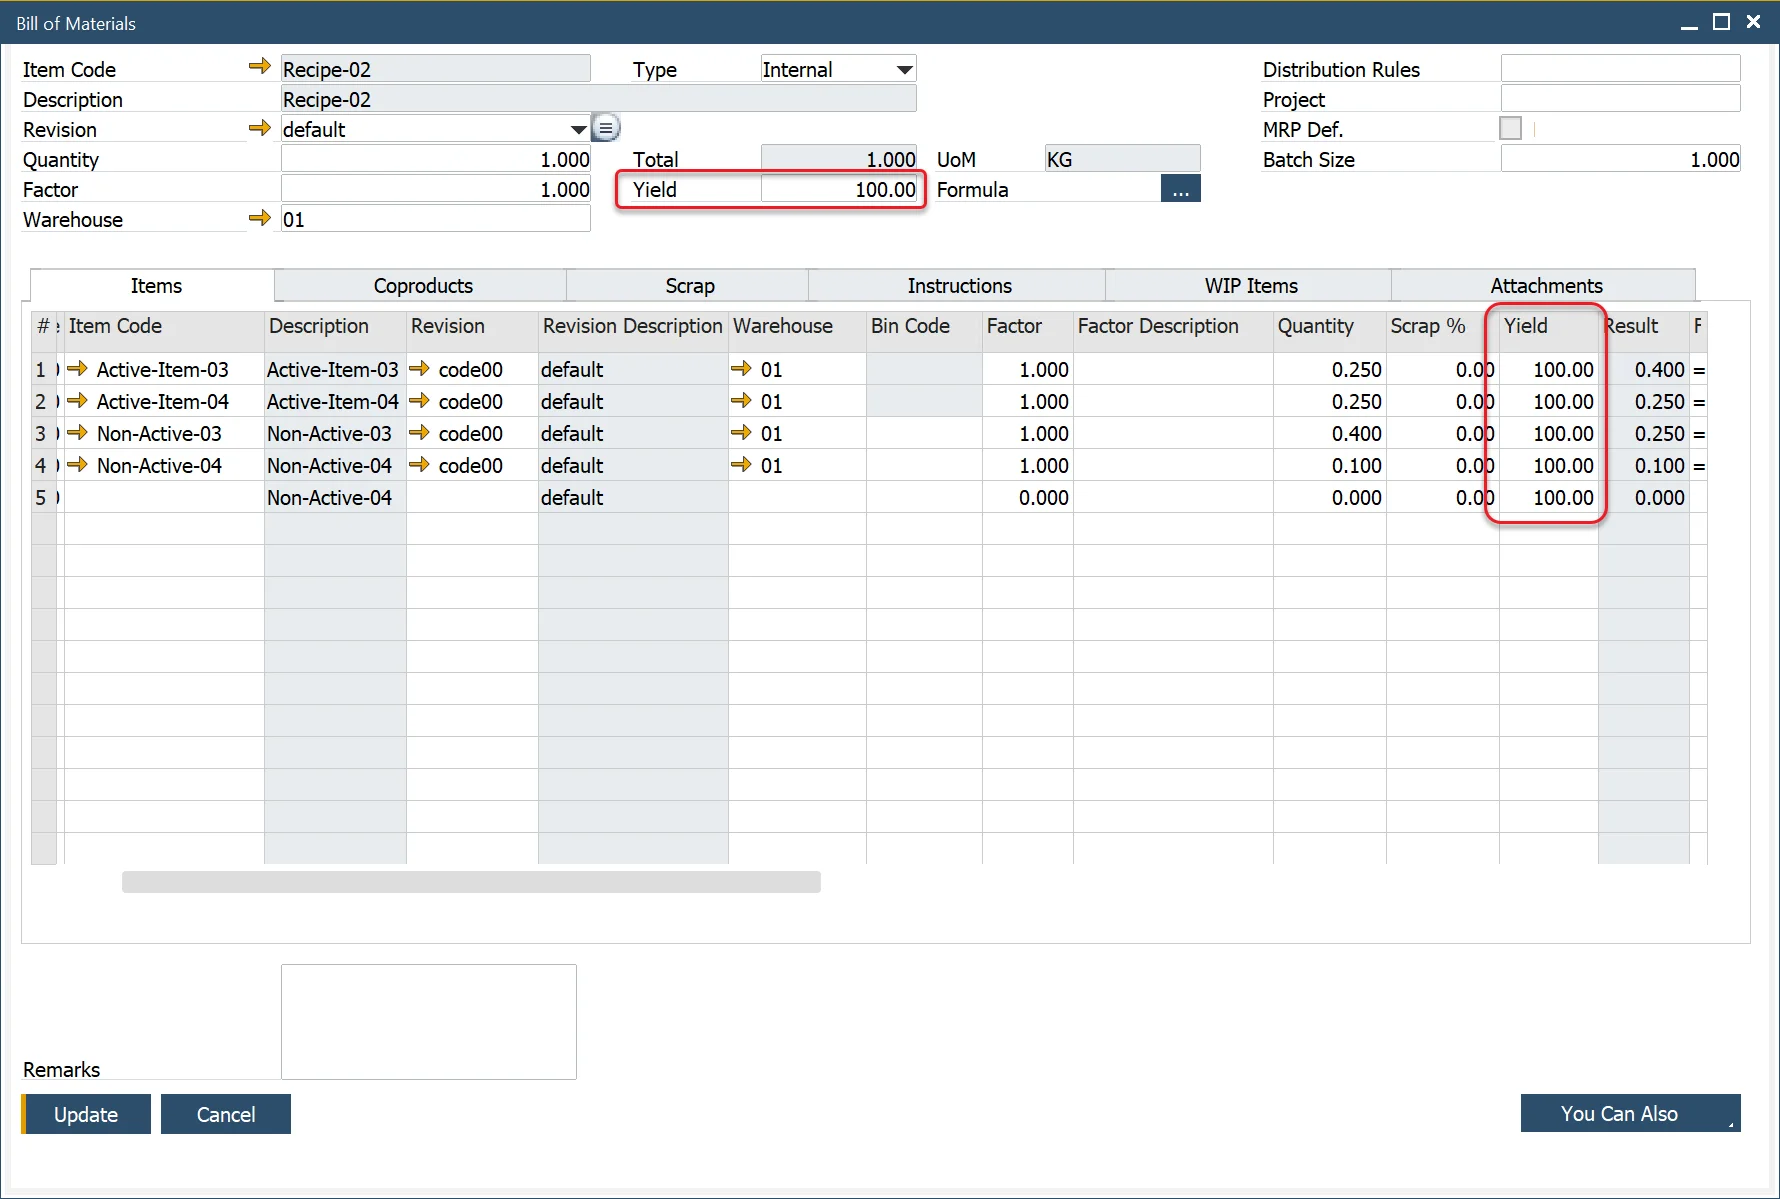 Bill of Materials
Item Code Recipe-02 Type Internal Distribution Rules
Description Recipe-02 Project
Revision default MRP Def.
Quantity 1.000 Total 1.000 UoM KG Batch Size 1.000
Factor 1.000 Yield 100.00 Formula ...
Warehouse 01
Items Coproducts Scrap Instructions WIP Items Attachments
# Item Code Description Revision Revision Description Warehouse Bin Code Factor Factor Description Quantity Scrap % Yield Result F
1 Active-Item-03 Active-Item-03 code00 default 01 1.000 0.250 0.00 100.00 0.400 =
2 Active-Item-04 Active-Item-04 code00 default 01 1.000 0.250 0.00 100.00 0.250 =
3 Non-Active-03 Non-Active-03 code00 default 01 1.000 0.400 0.00 100.00 0.250 =
4 Non-Active-04 Non-Active-04 code00 default 01 1.000 0.100 0.00 100.00 0.100 =
5 Non-Active-04 default 0.000 0.000 0.00 100.00 0.000
Remarks
Update Cancel You Can Also